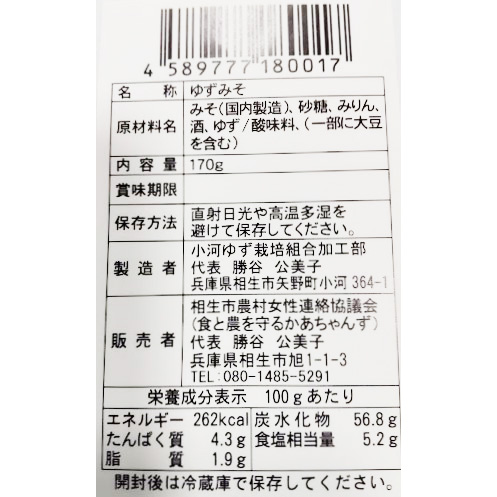 4 589777 180017
名称 ゆずみそ
原材料名 みそ(国内製造)、砂糖、みりん、
酒、ゆず/酸味料、(一部に大豆
を含む)
内容量 170g
賞味期限
保存方法 直射日光や高温多湿を
避けて保存してください。
製造者 小河ゆず栽培組合加工部
代表 勝谷 公美子
兵庫県相生市矢野町小河364-1
販売者 相生市農村女性連絡協議会
(食と農を守るかあちゃんず)
代表 勝谷 公美子
兵庫県相生市旭1-1-3
TEL:080-1485-5291
栄養成分表示 100gあたり
エネルギー 262kcal 炭水化物 56.8g
たんぱく質 4.3g 食塩相当量 5.2g
脂質 1.9g
開封後は冷蔵庫で保存してください。